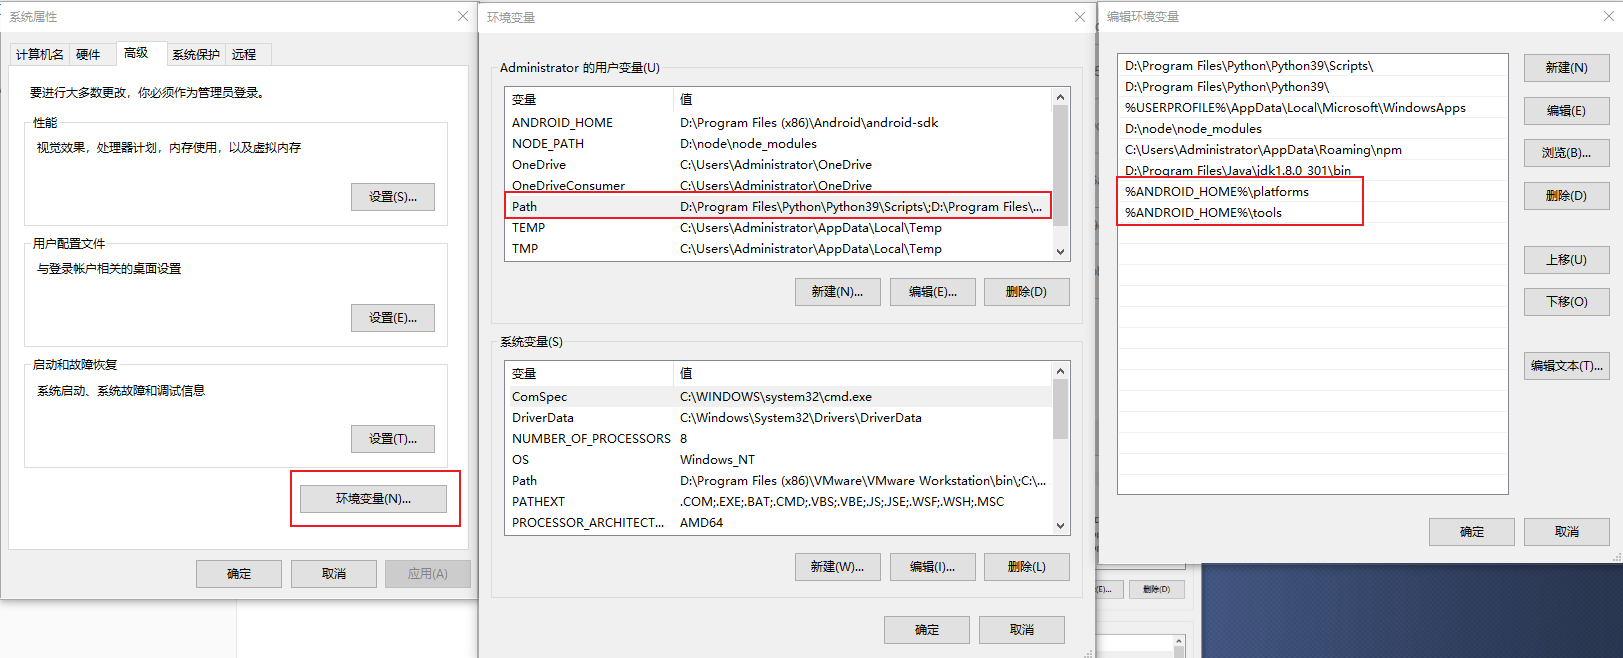 系统属性
计算机名 硬件 高级 系统保护 远程
要进行大多数更改，你必须作为管理员登录。
性能
视觉效果，处理器计划，内存使用，以及虚拟内存
设置(S)...
用户配置文件
与登录帐户相关的桌面设置
设置(E)...
启动和故障恢复
系统启动、系统故障和调试信息
设置(T)...
环境变量(N)...
确定 取消 应用(A)
环境变量
Administrator 的用户变量(U)
变量 值
ANDROID_HOME D:\Program Files (x86)\Android\android-sdk
NODE_PATH D:\node\node_modules
OneDrive C:\Users\Administrator\OneDrive
OneDriveConsumer C:\Users\Administrator\OneDrive
Path D:\Program Files\Python\Python39\Scripts\;D:\Program Files\...
TEMP C:\Users\Administrator\AppData\Local\Temp
TMP C:\Users\Administrator\AppData\Local\Temp
新建(N)... 编辑(E)... 删除(D)
系统变量(S)
变量 值
ComSpec C:\WINDOWS\system32\cmd.exe
DriverData C:\Windows\System32\Drivers\DriverData
NUMBER_OF_PROCESSORS 8
OS Windows_NT
Path D:\Program Files (x86)\VMware\VMware Workstation\bin\;C:\...
PATHEXT .COM;.EXE;.BAT;.CMD;.VBS;.VBE;.JS;.JSE;.WSF;.WSH;.MSC
PROCESSOR_ARCHITECT... AMD64
新建(W)... 编辑(I)... 删除(L)
确定 取消
编辑环境变量
D:\Program Files\Python\Python39\Scripts\
D:\Program Files\Python\Python39\
%USERPROFILE%\AppData\Local\Microsoft\WindowsApps
D:\node\node_modules
C:\Users\Administrator\AppData\Roaming\npm
D:\Program Files\Java\jdk1.8.0_301\bin
%ANDROID_HOME%\platforms
%ANDROID_HOME%\tools
新建(N)
编辑(E)
浏览(B)...
删除(D)
上移(U)
下移(O)
编辑文本(T)...
确定 取消
(E)... 删除(D)